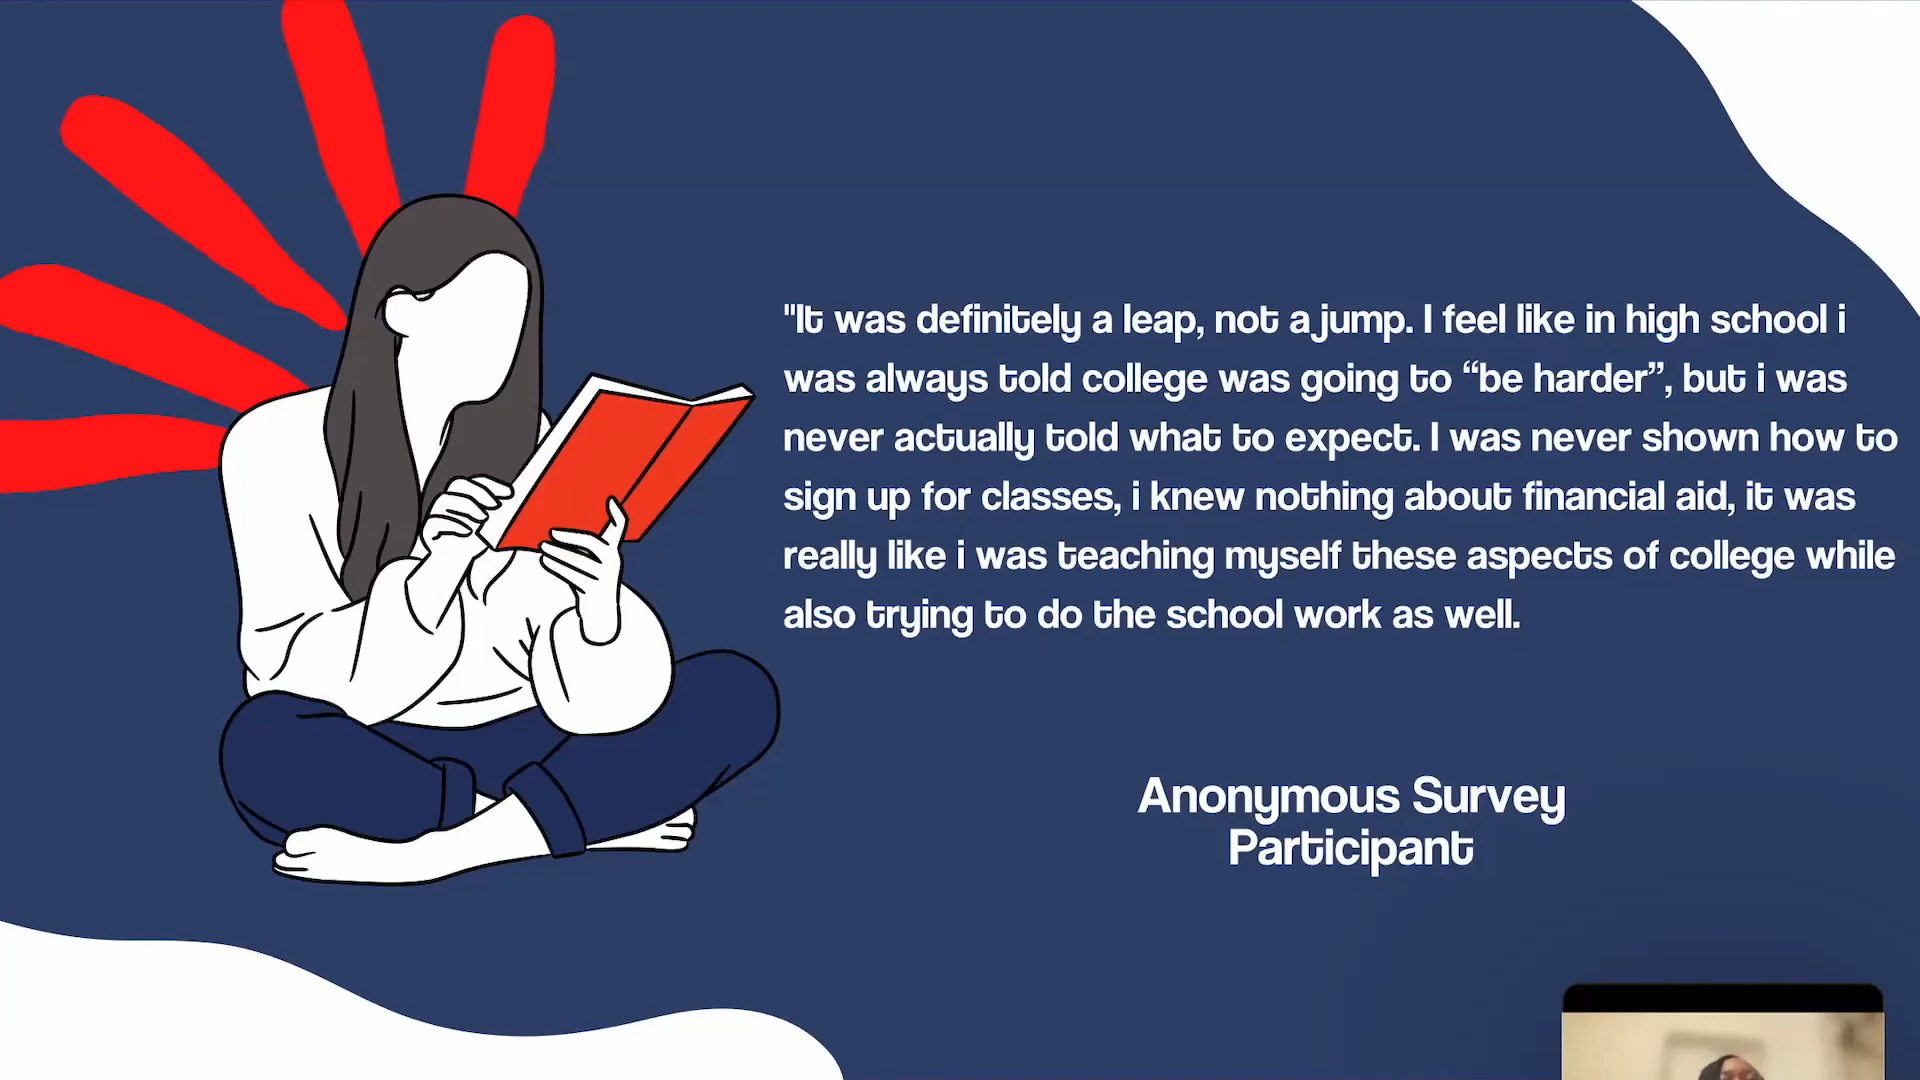 "It was definitely a leap, not a jump. I feel like in high school i
was always told college was going to “be harder”, but i was
never actually told what to expect. I was never shown how to
sign up for classes, i knew nothing about financial aid, it was
really like i was teaching myself these aspects of college while
also trying to do the school work as well.
Anonymous Survey
Participant